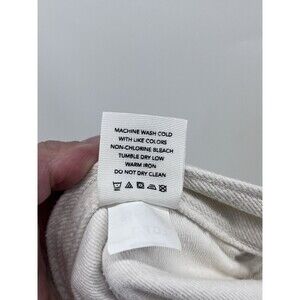 MACHINE WASH COLD
WITH LIKE COLORS
NON-CHLORINE BLEACH
TUMBLE DRY LOW
WARM IRON
DO NOT DRY CLEAN